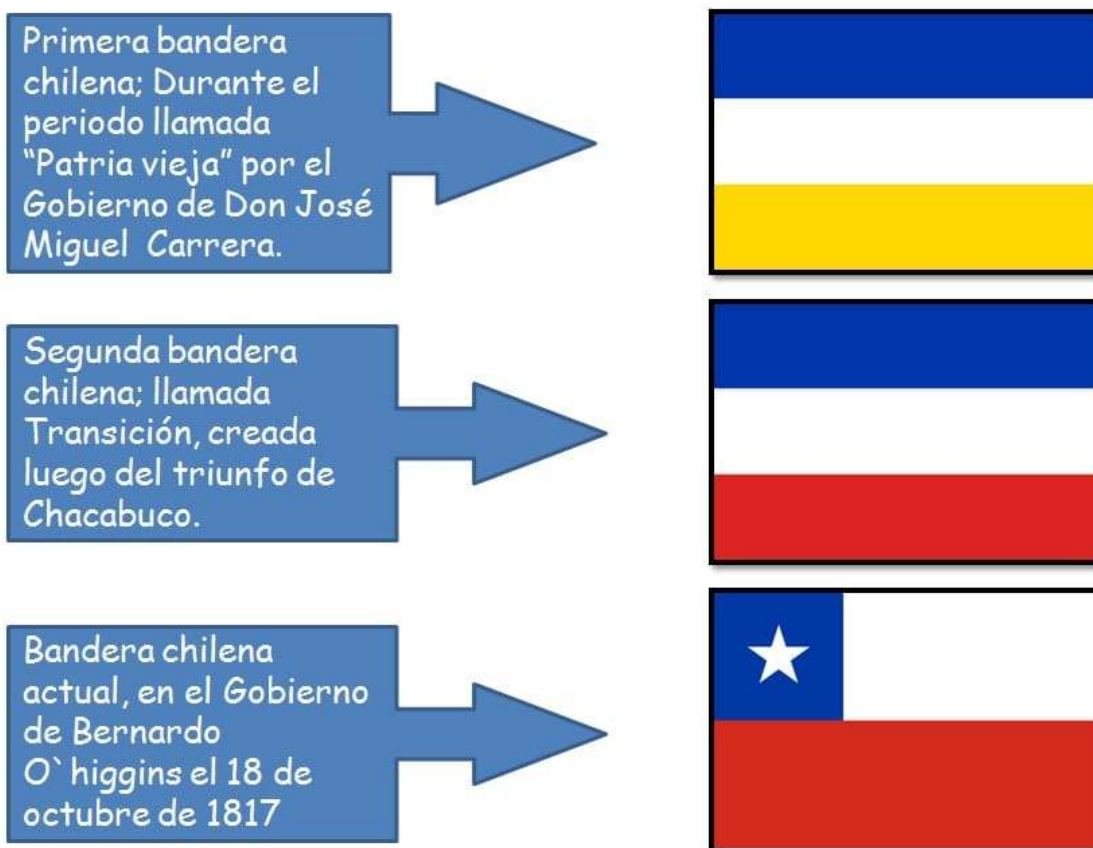 Primera bandera
chilena; Durante el
periodo llamada
“Patria vieja” por el
Gobierno de Don José
Miguel Carrera.
Segunda bandera
chilena; llamada
Transición, creada
luego del triunfo de
Chacabuco.
Bandera chilena
actual, en el Gobierno
de Bernardo
O`higgins el 18 de
octubre de 1817